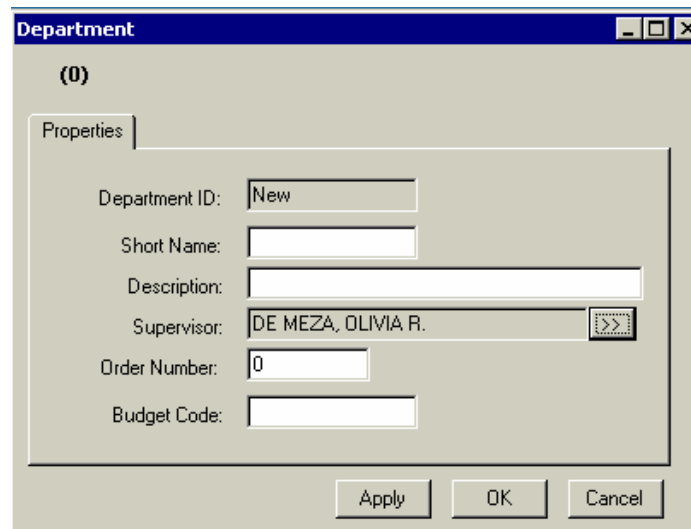 Department
(0)
Properties
Department ID: New
Short Name:
Description:
Supervisor: DE MEZA, OLIVIA R. >>
Order Number: 0
Budget Code:
Apply OK Cancel